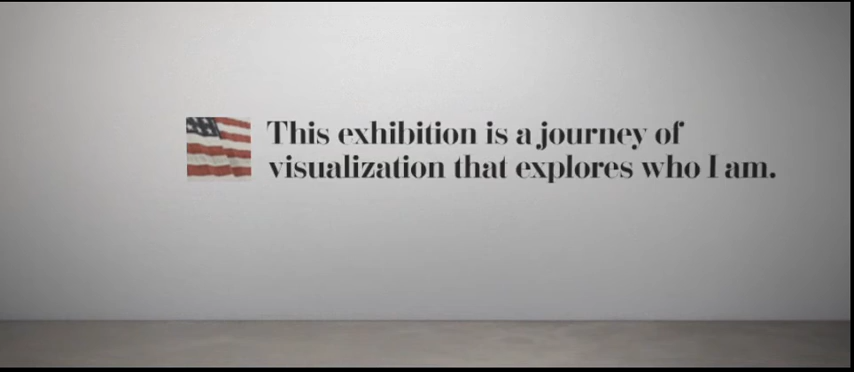 This exhibition is a journey of
visualization that explores who I am.